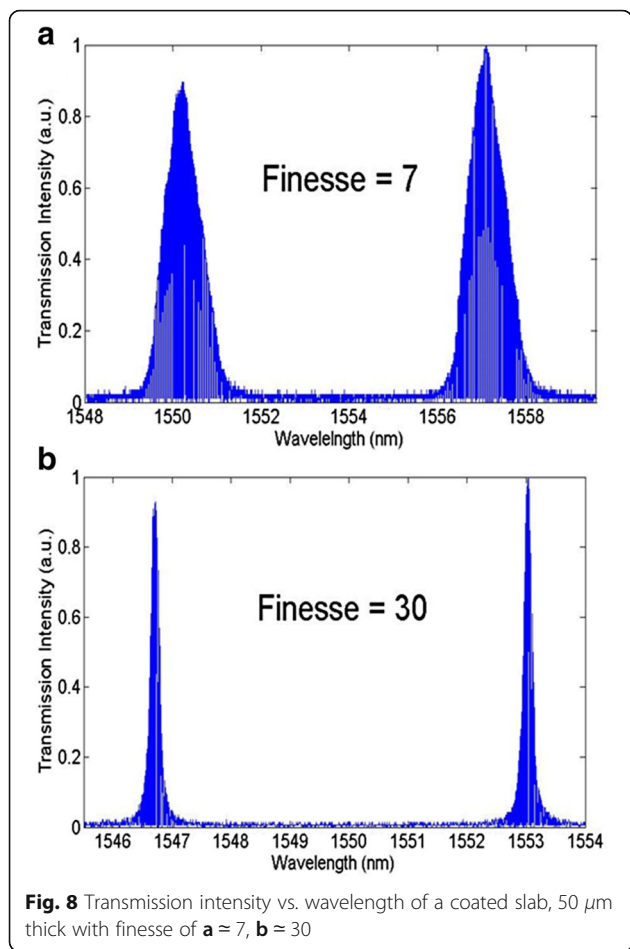 a
1
0.8
0.6
0.4
0.2
0
Transmission Intensity (a.u.)
Finesse = 7
1548 1550 1552 1554 1556 1558
Wavelelngth (nm)
b
1
0.8
0.6
0.4
0.2
0
Transmission Intensity (a.u.)
Finesse = 30
1546 1547 1548 1549 1550 1551 1552 1553 1554
Wavelength (nm)
Fig. 8 Transmission intensity vs. wavelength of a coated slab, 50 μm
thick with finesse of a ≃ 7, b ≃ 30